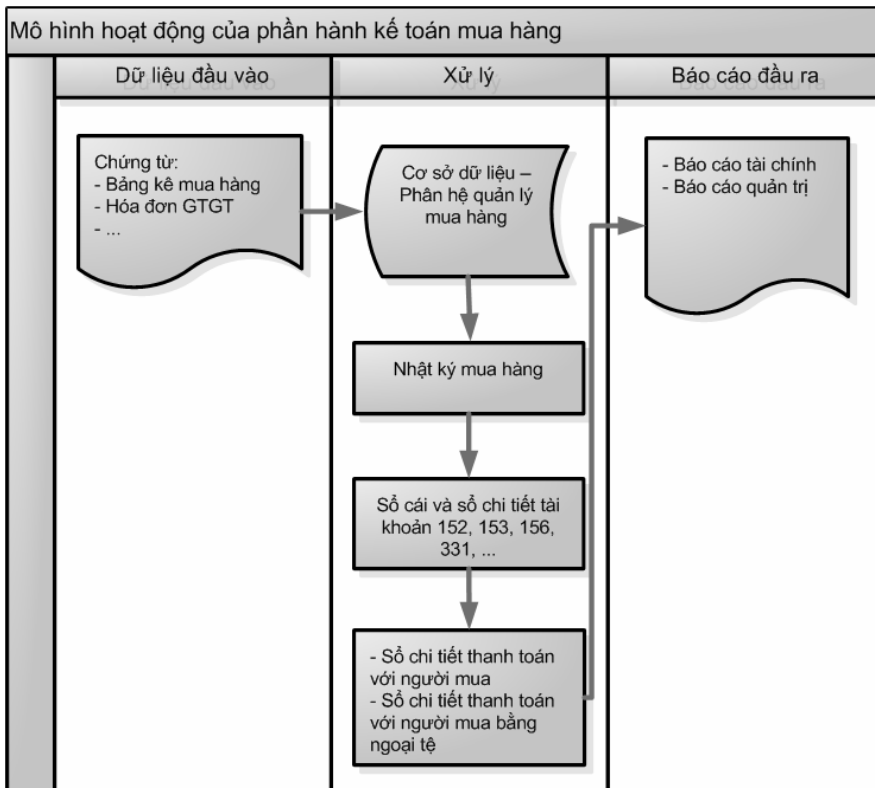 Mô hình hoạt động của phần hành kế toán mua hàng
Dữ liệu đầu vào
Xử lý
Báo cáo đầu ra
Chứng từ:
- Bảng kê mua hàng
- Hóa đơn GTGT
- ...
Cơ sở dữ liệu –
Phân hệ quản lý
mua hàng
Nhật ký mua hàng
Sổ cái và sổ chi tiết tài
khoản 152, 153, 156,
331, ...
- Sổ chi tiết thanh toán
với người mua
- Sổ chi tiết thanh toán
với người mua bằng
ngoại tệ
- Báo cáo tài chính
- Báo cáo quản trị